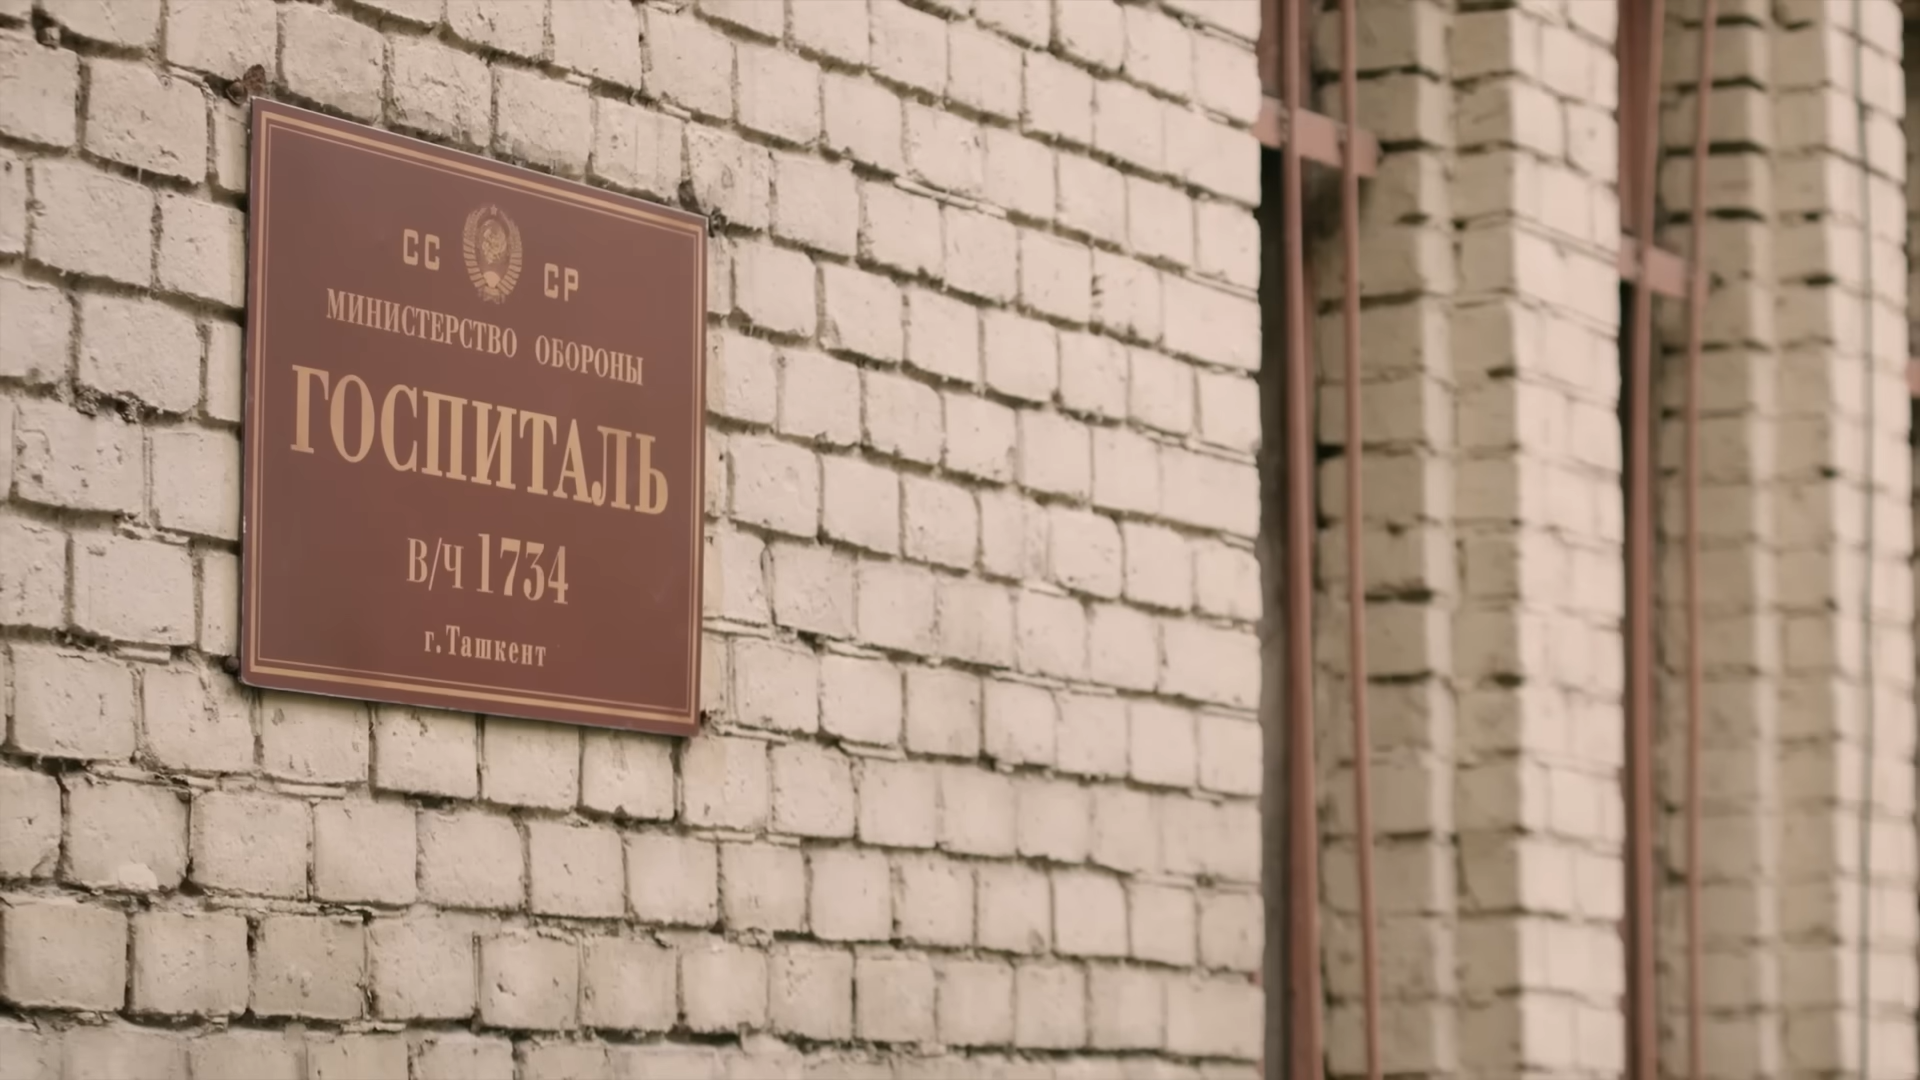 СС СР
МИНИСТЕРСТВО ОБОРОНЫ
ГОСПИТАЛЬ
В/Ч 1734
г.Ташкент